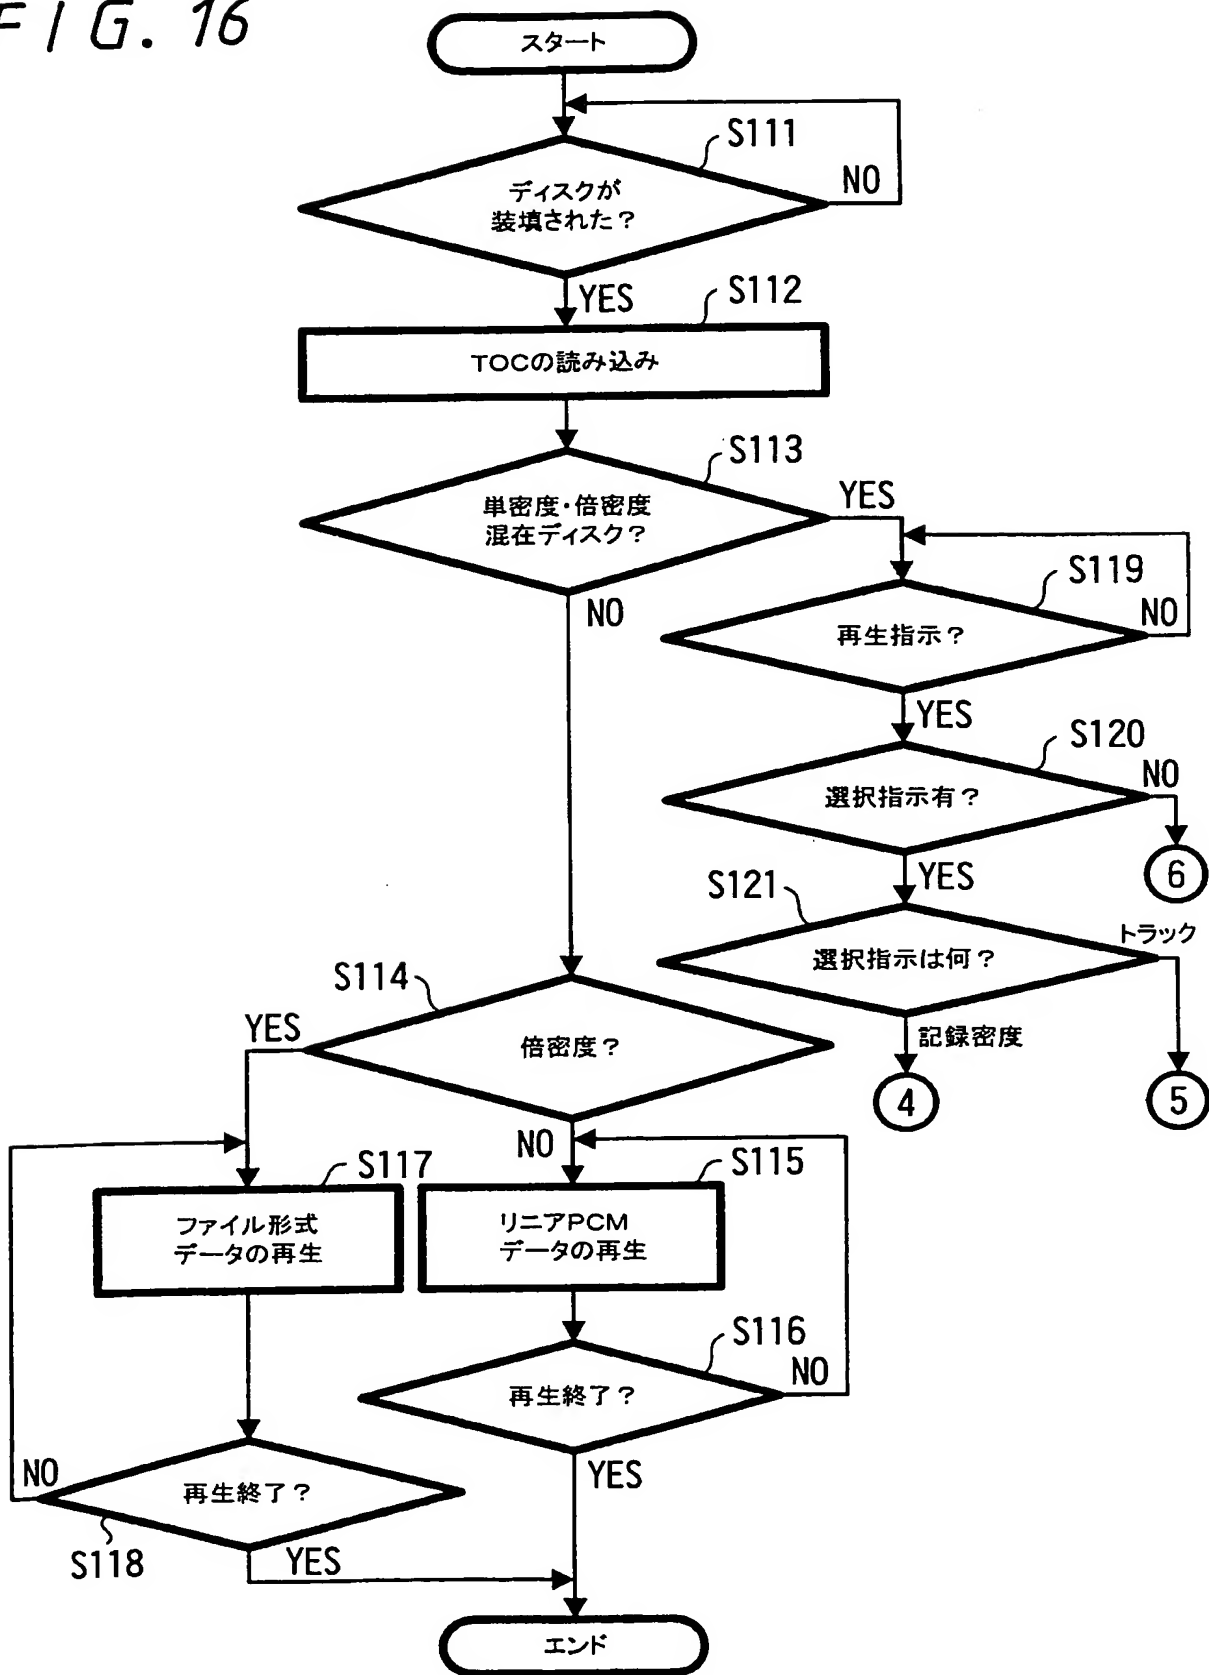 FIG. 16
スタート
S111
ディスクが
装填された?
NO
YES
S112
TOCの読み込み
S113
単密度・倍密度
混在ディスク?
YES
NO
S119
再生指示?
NO
YES
S120
選択指示有?
NO
6
YES
S121
選択指示は何?
トラック
5
記録密度
4
S114
倍密度?
YES
NO
S117
ファイル形式
データの再生
S115
リニアPCM
データの再生
S116
再生終了?
NO
YES
再生終了?
NO
S118
YES
エンド